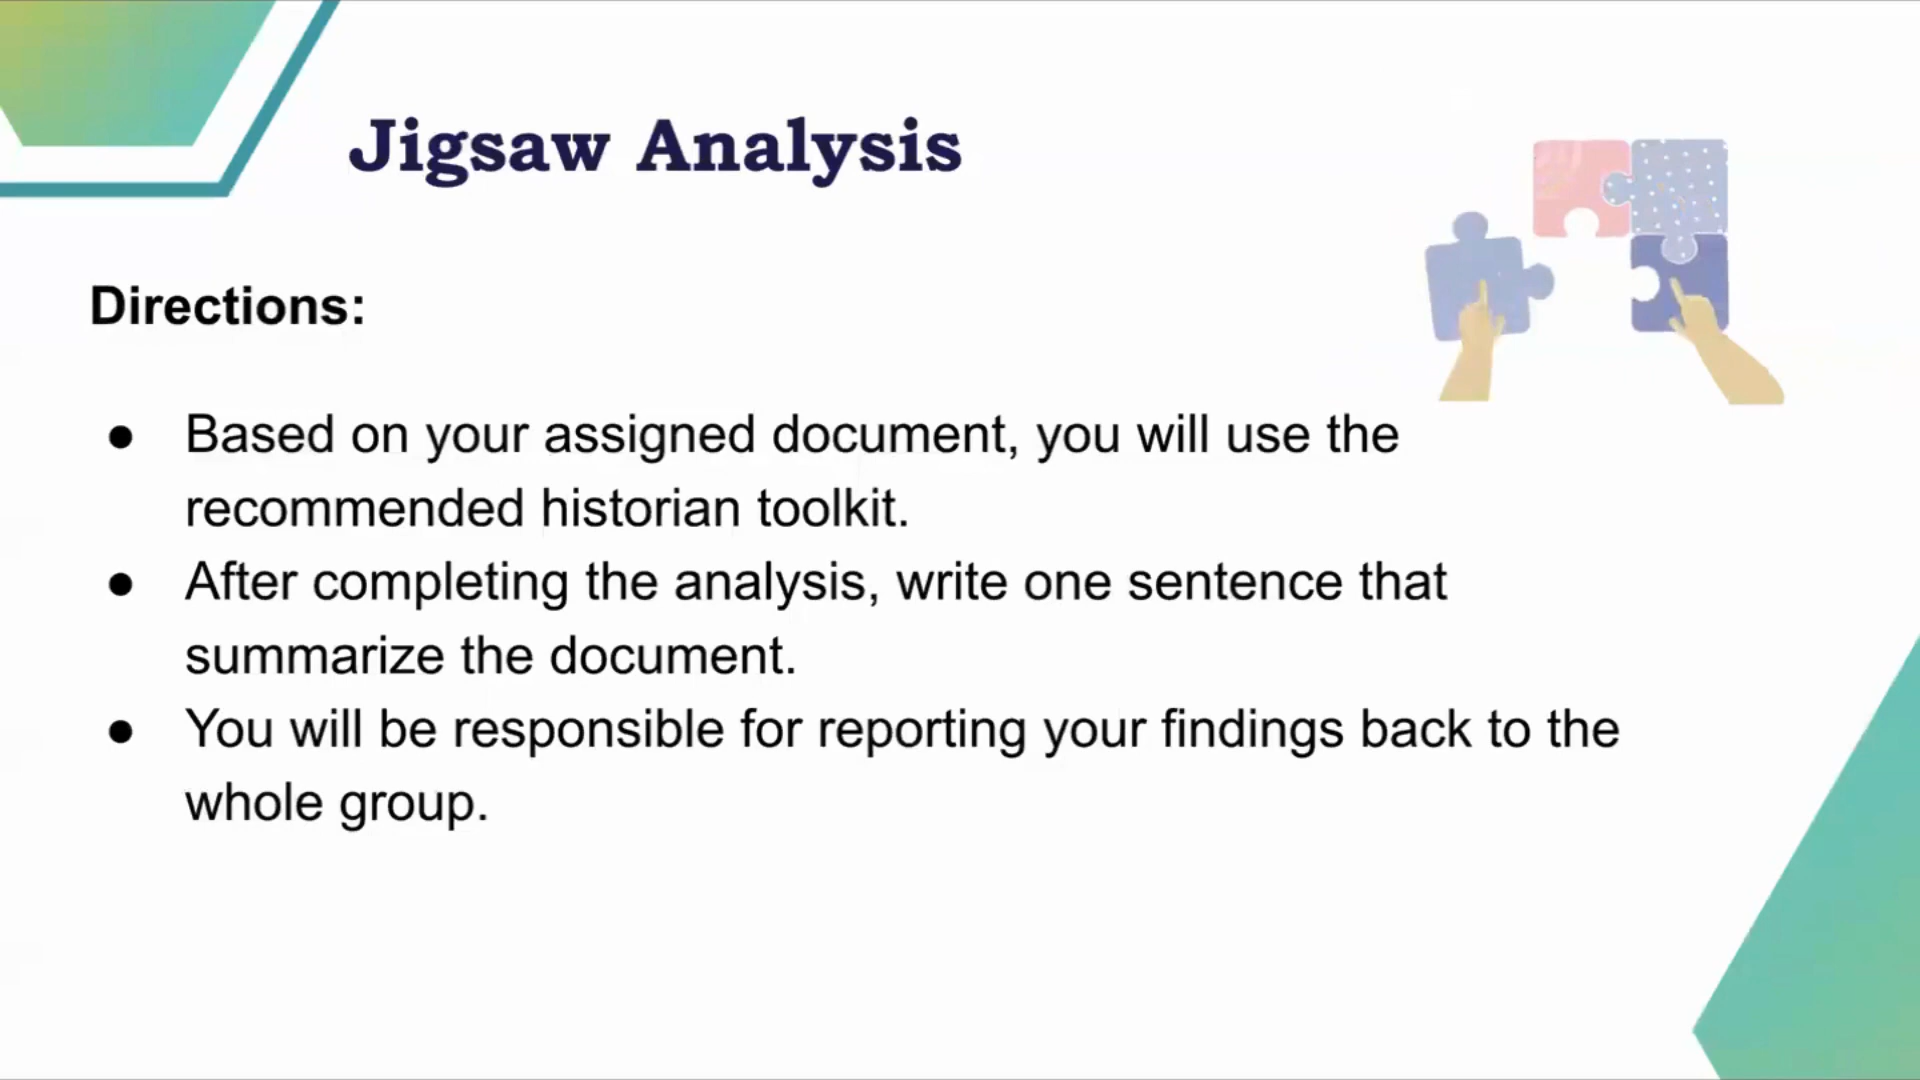 Jigsaw Analysis
Directions:
● Based on your assigned document, you will use the
recommended historian toolkit.
● After completing the analysis, write one sentence that
summarize the document.
● You will be responsible for reporting your findings back to the
whole group.